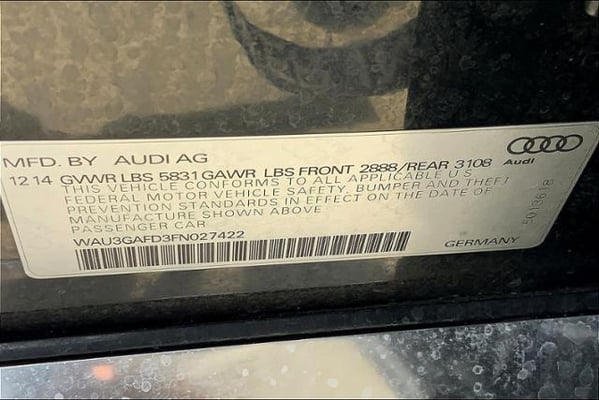 MFD. BY AUDI AG
Audi
12 14 GVWR LBS 5831 GAWR LBS FRONT 2888/REAR 3108
THIS VEHICLE CONFORMS TO ALL APPLICABLE U S
FEDERAL MOTOR VEHICLE SAFETY, BUMPER AND THEFT
PREVENTION STANDARDS IN EFFECT ON THE DATE OF
MANUFACTURE SHOWN ABOVE
PASSENGER CAR
WAU3GAFD3FN027422
GERMANY
5013618